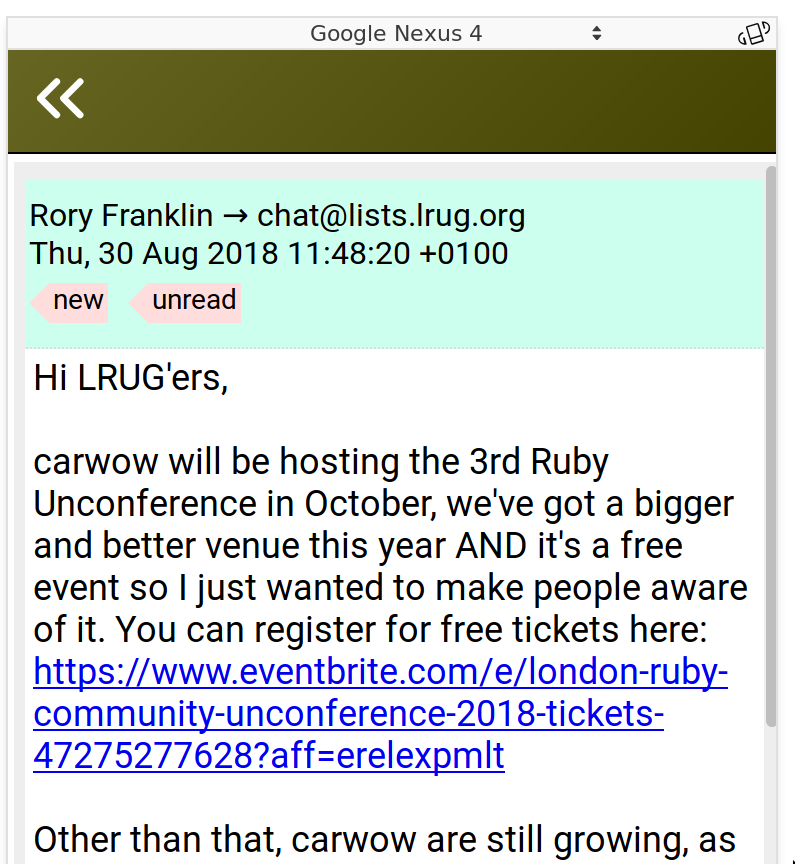 Google Nexus 4
Rory Franklin → chat@lists.lrug.org
Thu, 30 Aug 2018 11:48:20 +0100
new unread
Hi LRUG'ers,
carwow will be hosting the 3rd Ruby
Unconference in October, we've got a bigger
and better venue this year AND it's a free
event so I just wanted to make people aware
of it. You can register for free tickets here:
https://www.eventbrite.com/e/london-ruby-
community-unconference-2018-tickets-
47275277628?aff=erelexpmlt
Other than that, carwow are still growing, as